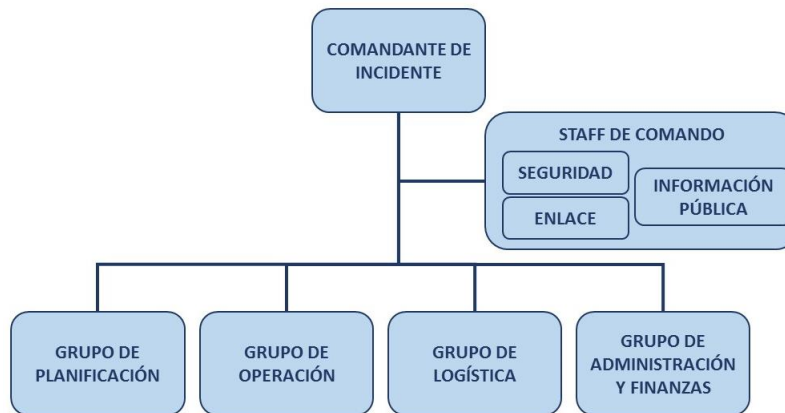 COMANDANTE DE
INCIDENTE
STAFF DE COMANDO
SEGURIDAD
ENLACE
INFORMACIÓN
PÚBLICA
GRUPO DE
PLANIFICACIÓN
GRUPO DE
OPERACIÓN
GRUPO DE
LOGÍSTICA
GRUPO DE
ADMINISTRACIÓN
Y FINANZAS